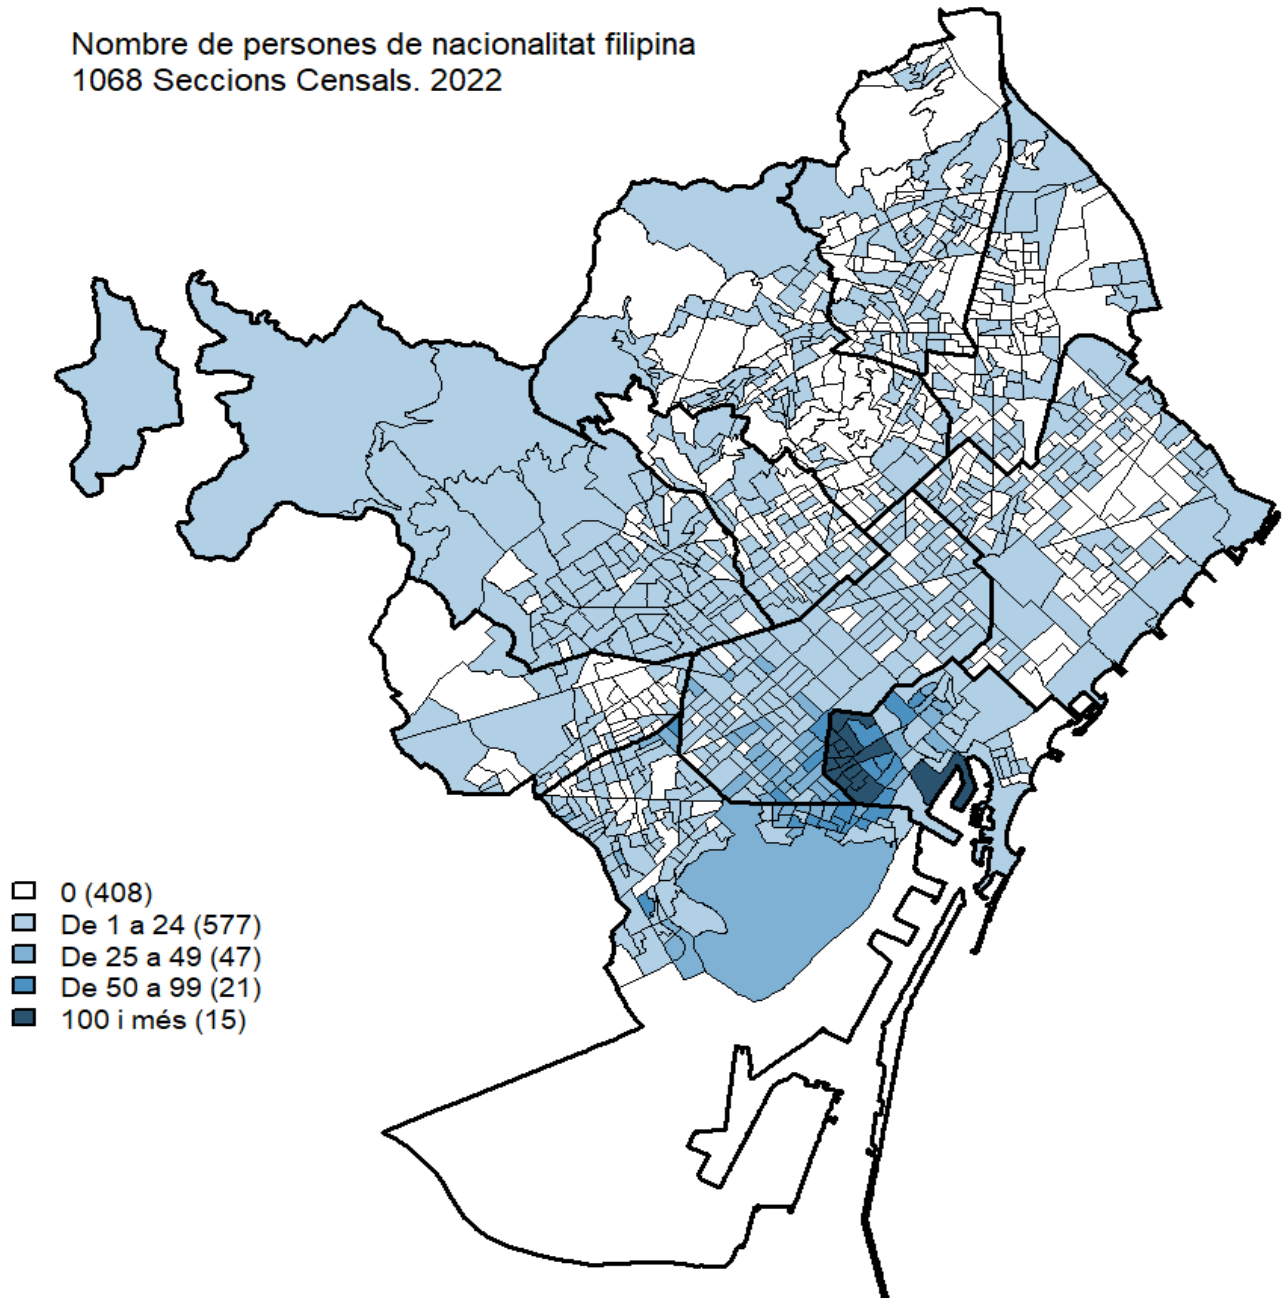 Nombre de persones de nacionalitat filipina
1068 Seccions Censals. 2022
0 (408)
De 1 a 24 (577)
De 25 a 49 (47)
De 50 a 99 (21)
100 i més (15)